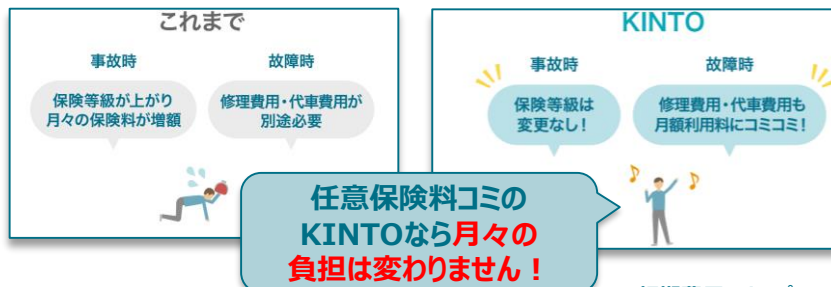 これまで
事故時
故障時
保険等級が上がり
月々の保険料が増額
修理費用・代車費用が
別途必要
KINTO
事故時
故障時
保険等級は
変更なし！
修理費用・代車費用も
月額利用料にコミコミ！
任意保険料コミの
KINTOなら月々の
負担は変わりません！